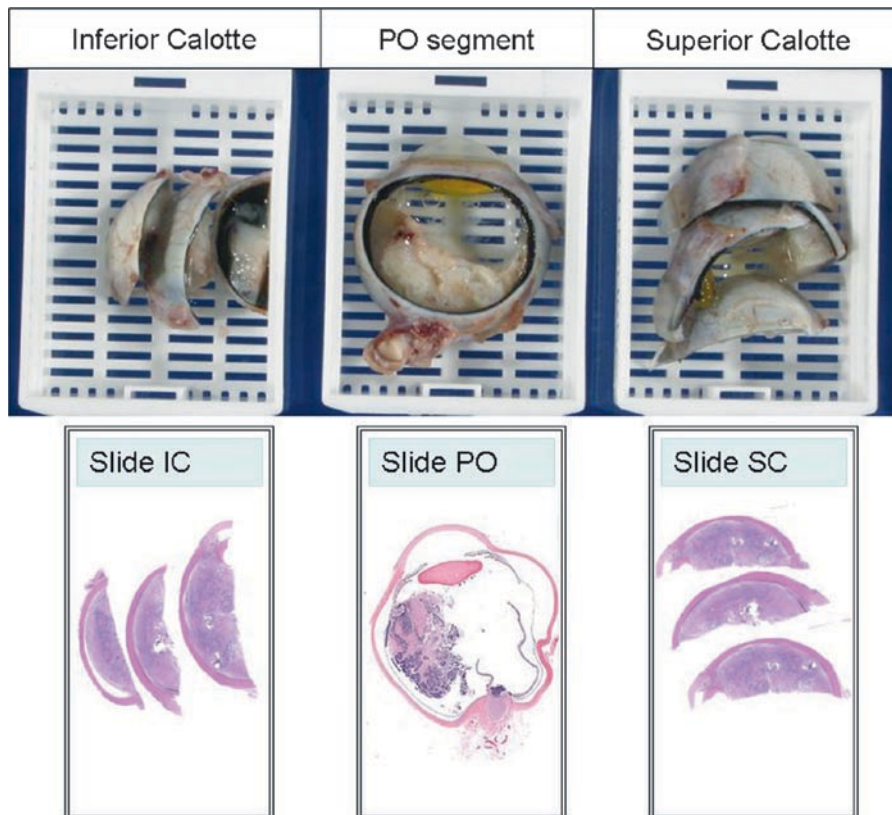 Inferior Calotte
PO segment
Superior Calotte
Slide IC
Slide PO
Slide SC